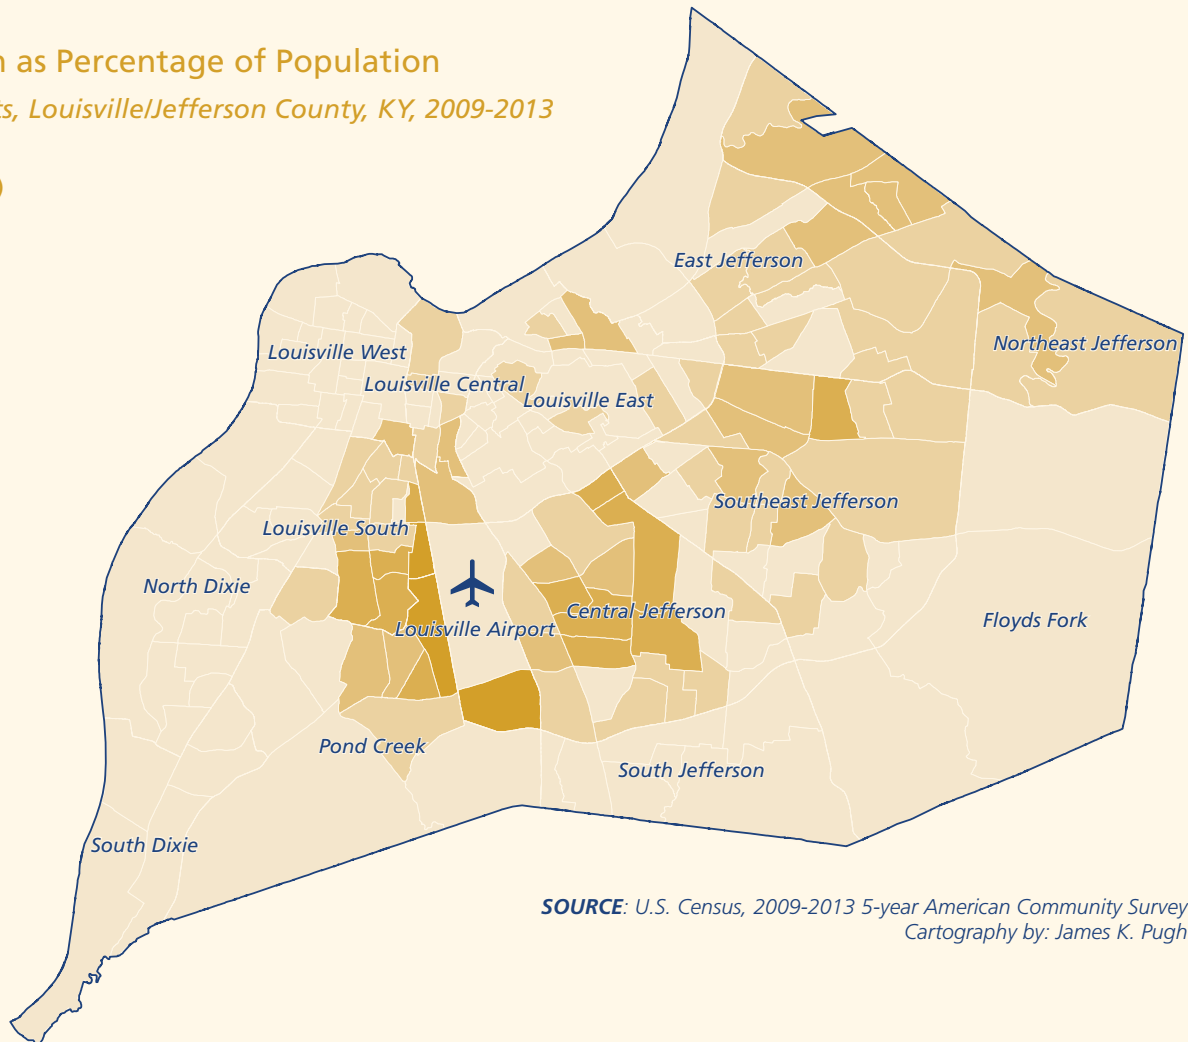 as Percentage of Population
Louisville/Jefferson County, KY, 2009-2013
East Jefferson
Northeast Jefferson
Louisville West
Louisville Central
Louisville East
Southeast Jefferson
Louisville South
North Dixie
Central Jefferson
Floyds Fork
Louisville Airport
Pond Creek
South Jefferson
South Dixie
SOURCE: U.S. Census, 2009-2013 5-year American Community Survey
Cartography by: James K. Pugh